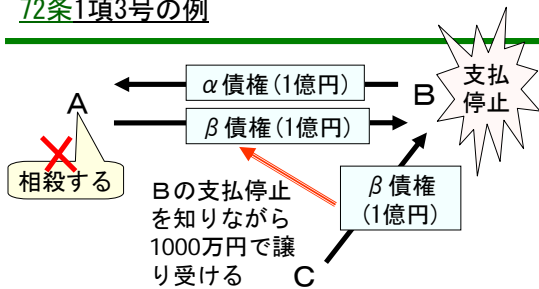 72条1項3号の例
α債権(1億円)
支払
停止
A
B
β債権(1億円)
相殺する
Bの支払停止
を知りながら
1000万円で譲
り受ける
β債権
(1億円)
C